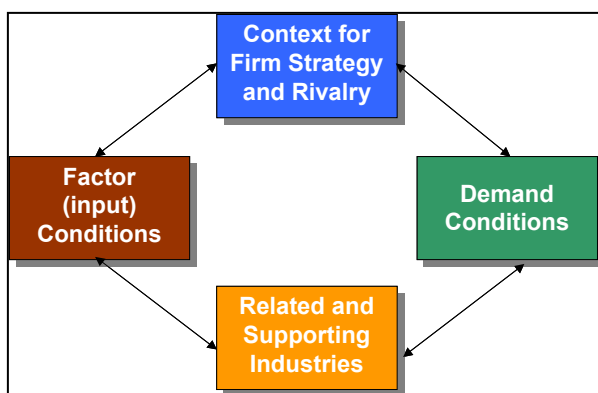 Context for
Firm Strategy
and Rivalry
Factor
(input)
Conditions
Demand
Conditions
Related and
Supporting
Industries